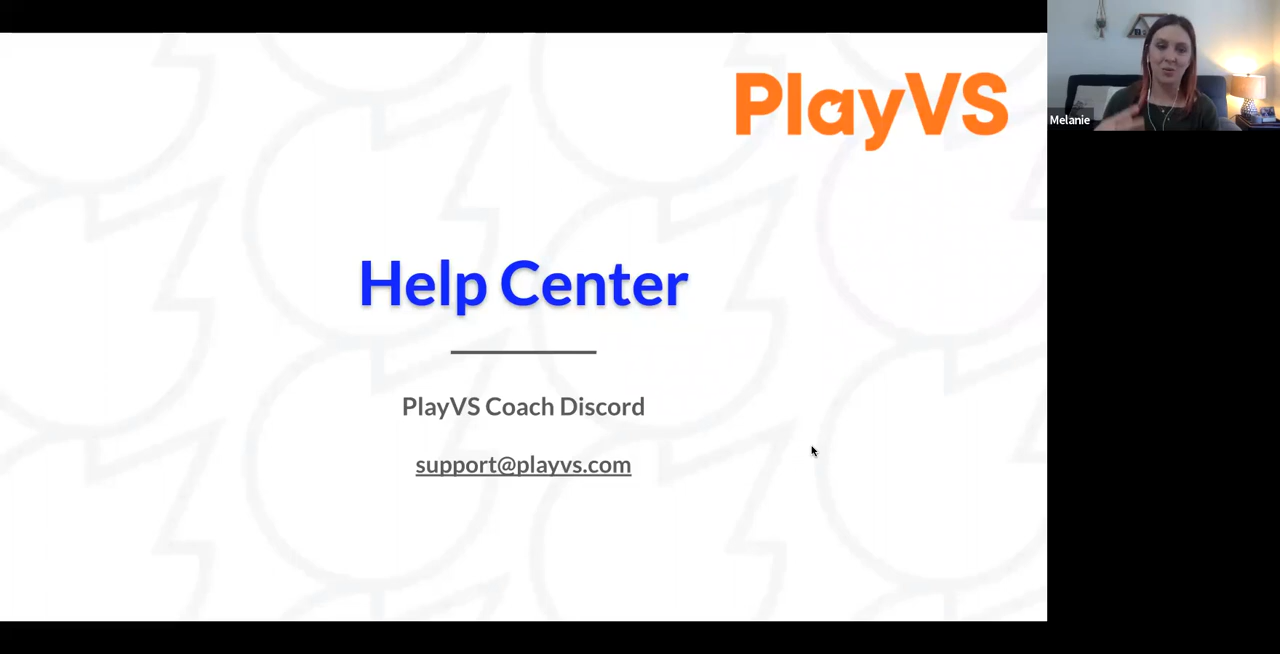 PlayVS
Melanie
Help Center
PlayVS Coach Discord
support@playvs.com